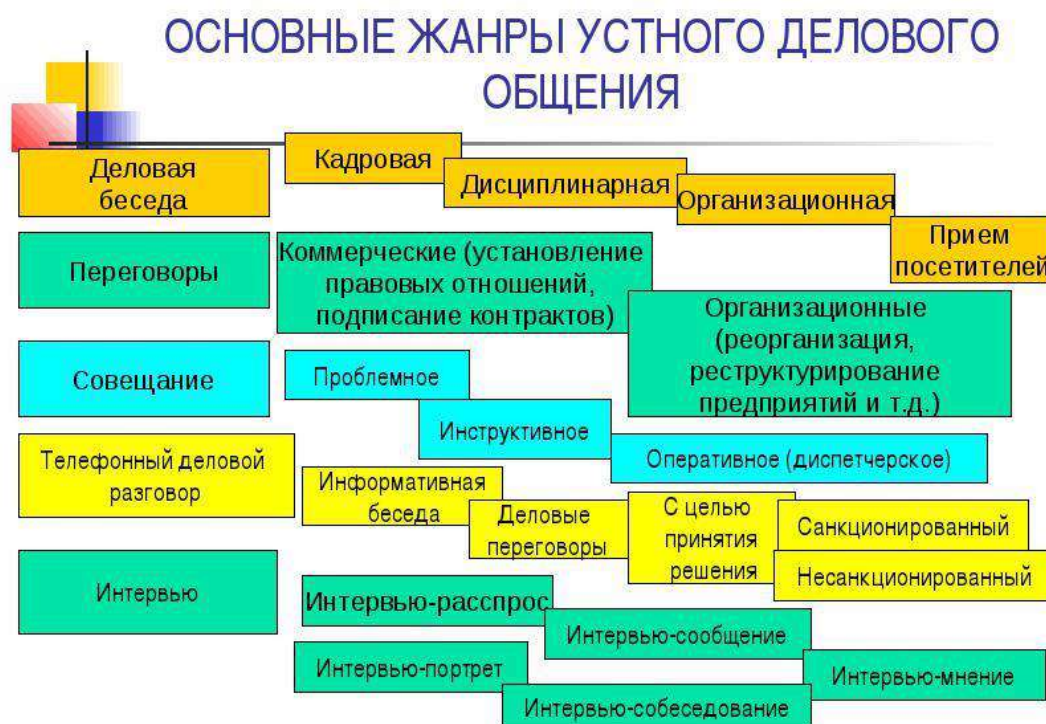 ОСНОВНЫЕ ЖАНРЫ УСТНОГО ДЕЛОВОГО
ОБЩЕНИЯ
Деловая
беседа
Кадровая
Дисциплинарная
Организационная
Прием
посетителей
Переговоры
Коммерческие (установление
правовых отношений,
подписание контрактов)
Организационные
(реорганизация,
реструктурирование
предприятий и т.д.)
Совещание
Проблемное
Инструктивное
Оперативное (диспетчерское)
Телефонный деловой
разговор
Информативная
беседа
Деловые
переговоры
С целью
принятия
решения
Санкционированный
Несанкционированный
Интервью
Интервью-расспрос
Интервью-сообщение
Интервью-портрет
Интервью-мнение
Интервью-собеседование